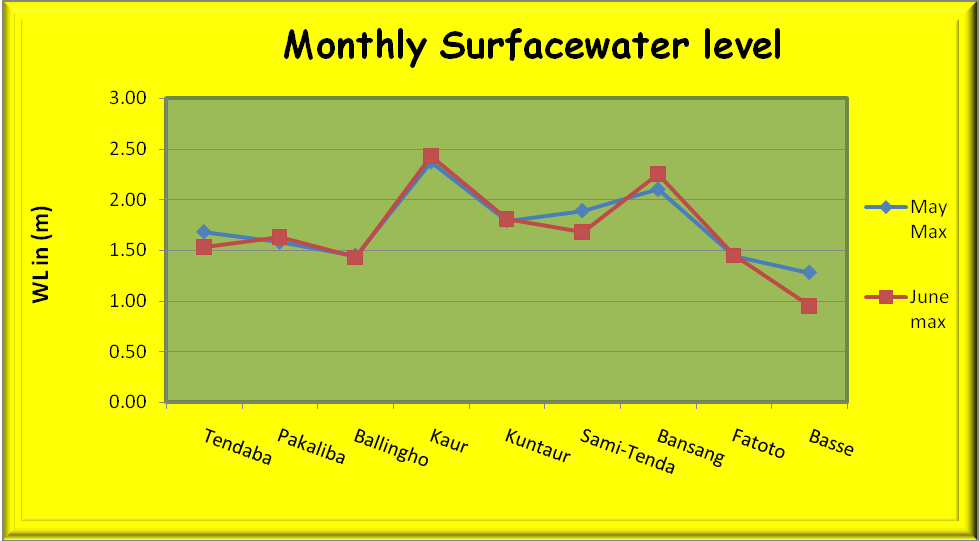 Monthly Surfacewater level
3.00
2.50
2.00
1.50
1.00
0.50
0.00
WL in (m)
Tendaba
Pakaliba
Ballingho
Kaur
Kuntaur
Sami-Tenda
Bansang
Fatoto
Basse
May
Max
June
max